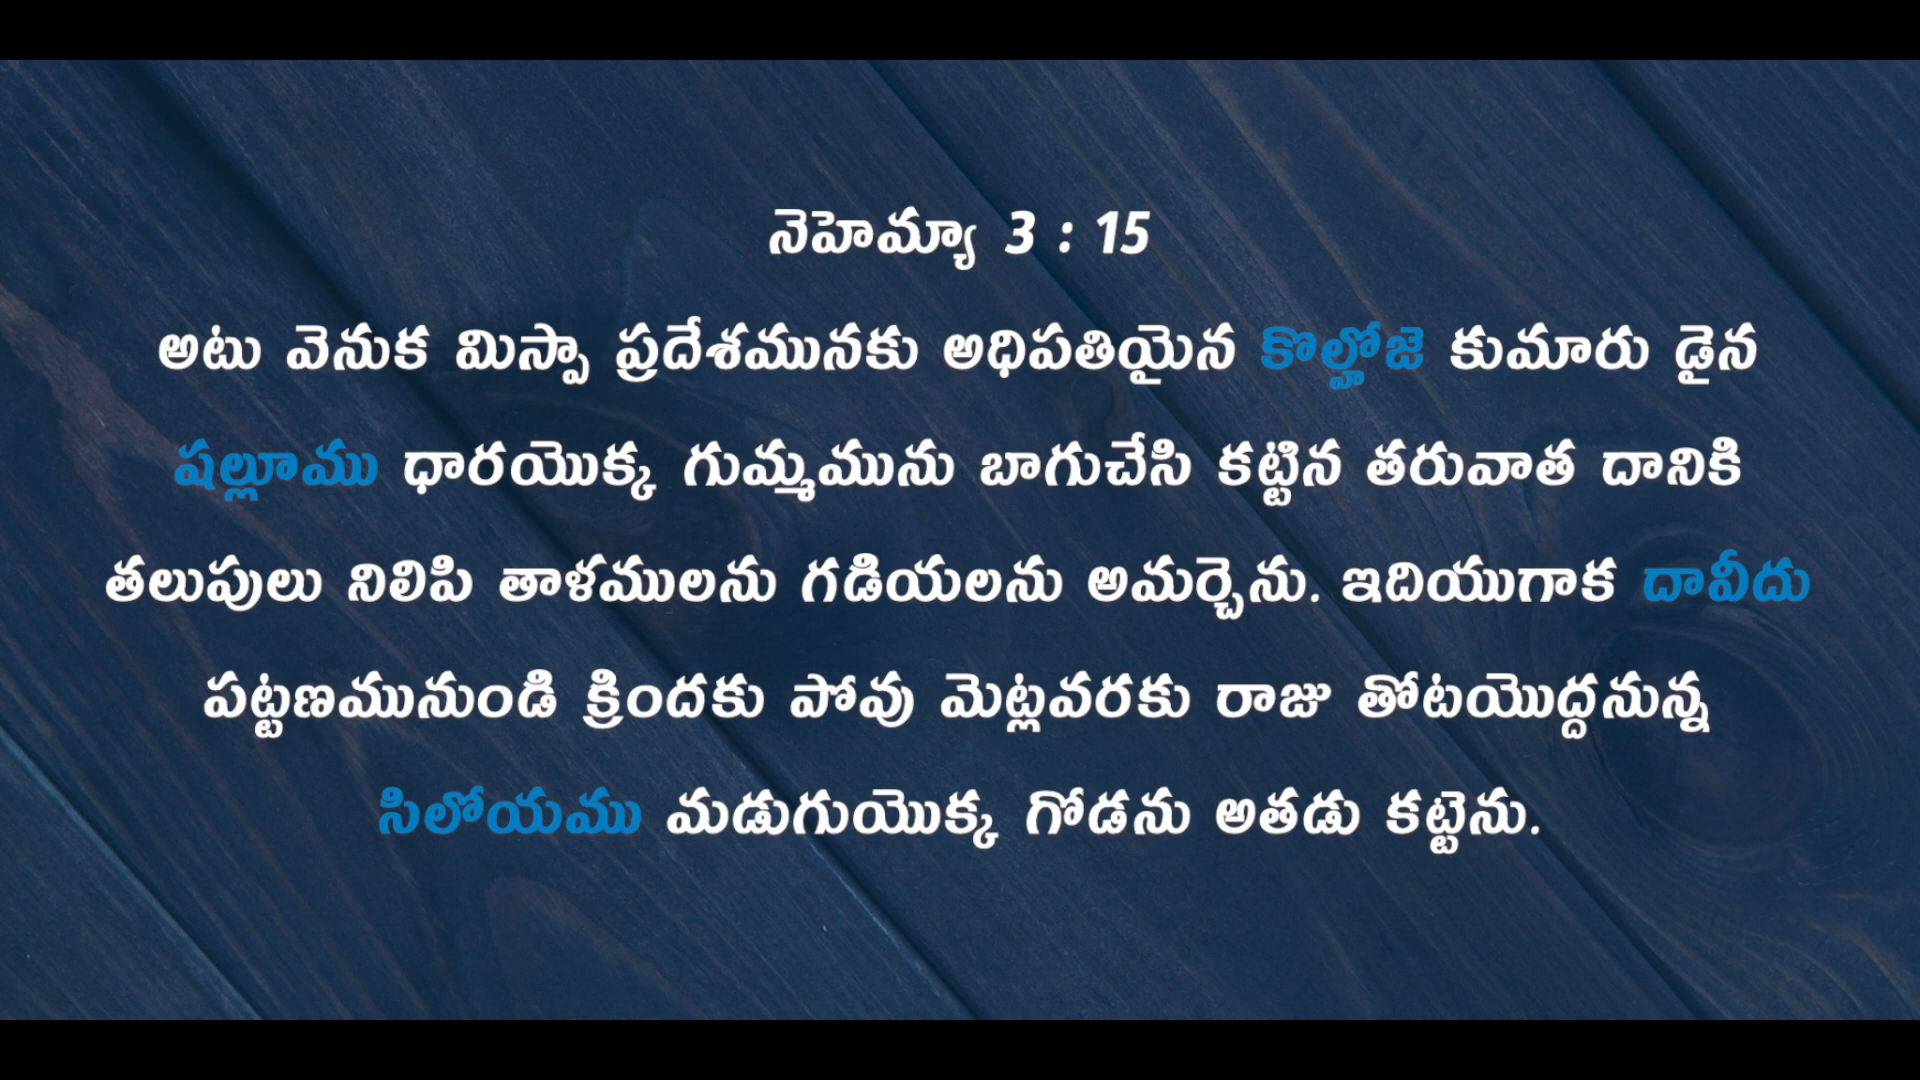 నెహెమ్యా 3 : 15
అటు వెనుక మిస్పా ప్రదేశమునకు అధిపతియైన కొల్హోజె కుమారు డైన
షల్లూము ధారయొక్క గుమ్మమును బాగుచేసి కట్టిన తరువాత దానికి
తలుపులు నిలిపి తాళములను గడియలను అమర్చెను. ఇదియుగాక దావీదు
పట్టణమునుండి క్రిందకు పోవు మెట్లవరకు రాజు తోటయొద్దనున్న
సిలోయము మడుగుయొక్క గోడను అతడు కట్టెను.